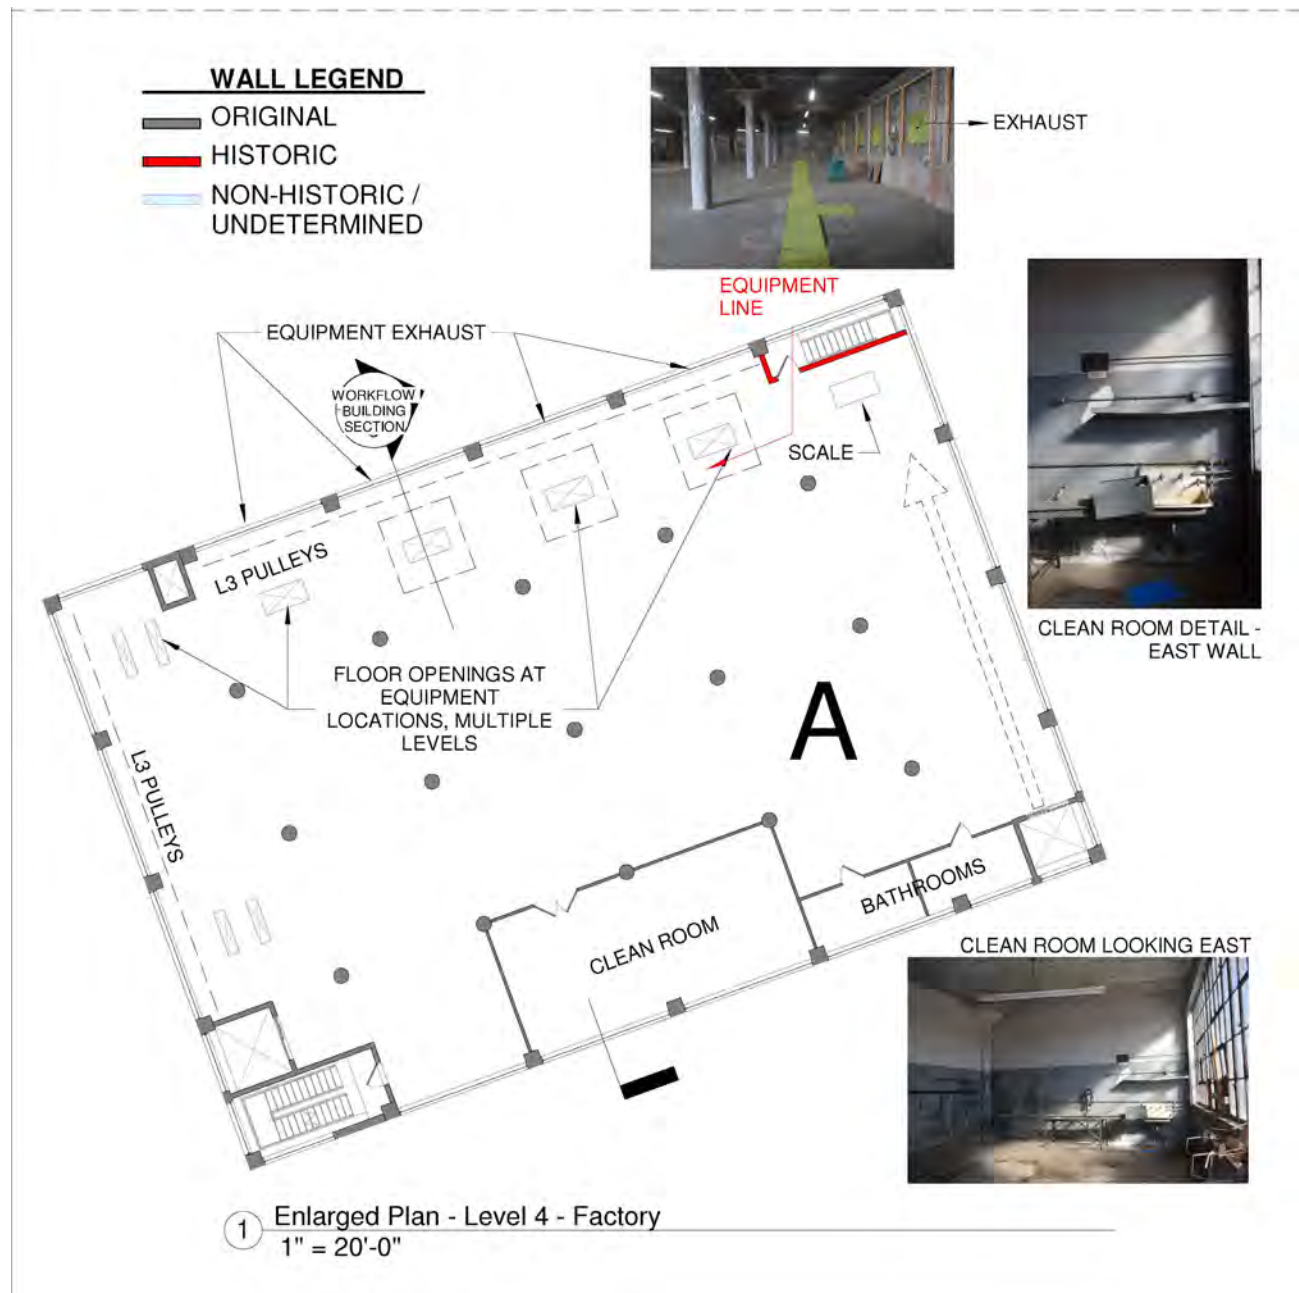 WALL LEGEND
ORIGINAL
HISTORIC
NON-HISTORIC /
UNDETERMINED
EXHAUST
EQUIPMENT
LINE
EQUIPMENT EXHAUST
WORKFLOW
BUILDING
SECTION
SCALE
L3 PULLEYS
CLEAN ROOM DETAIL -
EAST WALL
FLOOR OPENINGS AT
EQUIPMENT
LOCATIONS, MULTIPLE
LEVELS
A
L3 PULLEYS
BATHROOMS
CLEAN ROOM
CLEAN ROOM LOOKING EAST
1
Enlarged Plan - Level 4 - Factory
1" = 20'-0"